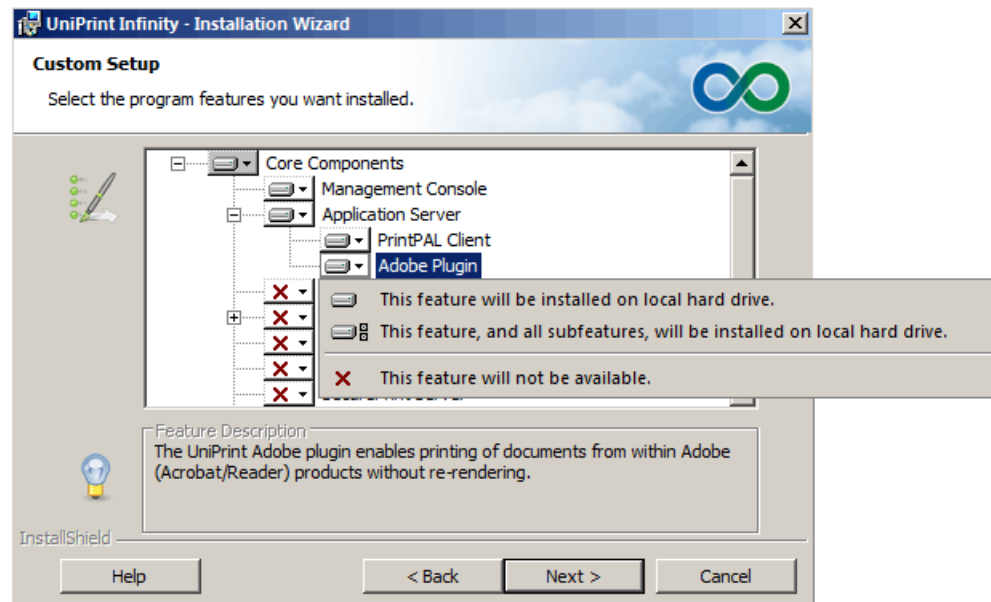 UniPrint Infinity - Installation Wizard
Custom Setup
Select the program features you want installed.
Core Components
Management Console
Application Server
PrintPAL Client
Adobe Plugin
This feature will be installed on local hard drive.
This feature, and all subfeatures, will be installed on local hard drive.
This feature will not be available.
Feature Description
The UniPrint Adobe plugin enables printing of documents from within Adobe
(Acrobat/Reader) products without re-rendering.
InstallShield
Help
< Back
Next >
Cancel